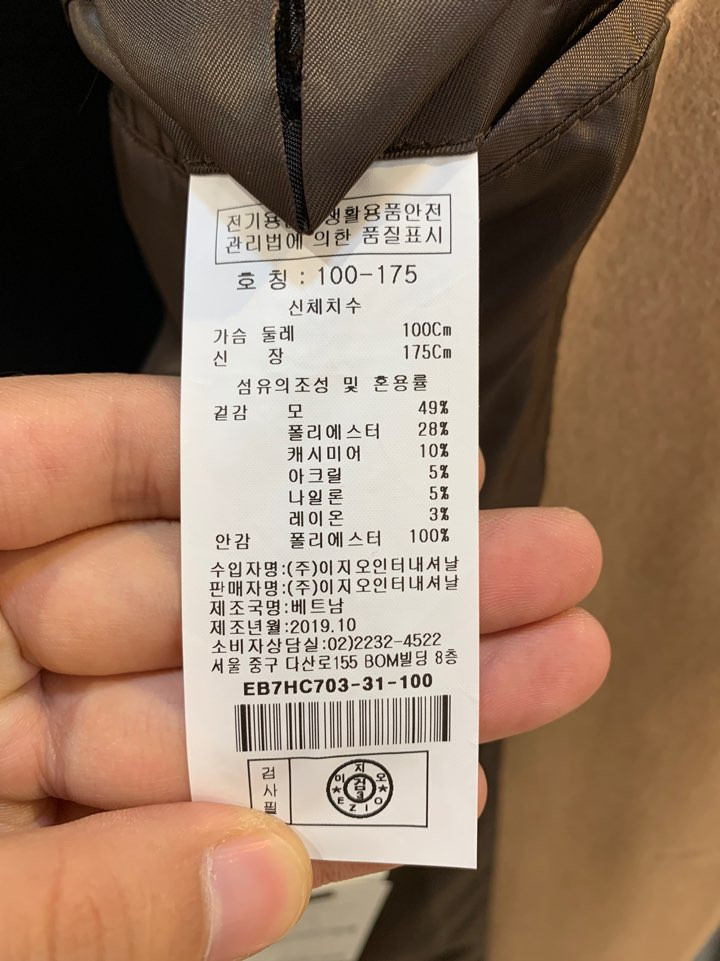 전기용 생활용품안전
관리법에 의한 품질표시
호 칭 : 100-175
신체치수
가슴 둘레 100Cm
신 장 175Cm
섬유의조성 및 혼용률
겉감 모 49%
폴리에스터 28%
캐시미어 10%
아크릴 5%
나일론 5%
레이온 3%
안감 폴리에스터 100%
수입자명:(주)이지오인터내셔날
판매자명:(주)이지오인터내셔날
제조국명:베트남
제조년월:2019.10
소비자상담실:02)2232-4522
서울 중구 다산로155 BOM빌딩 8층
EB7HC703-31-100
검사필
이지오
검
3
EZIO